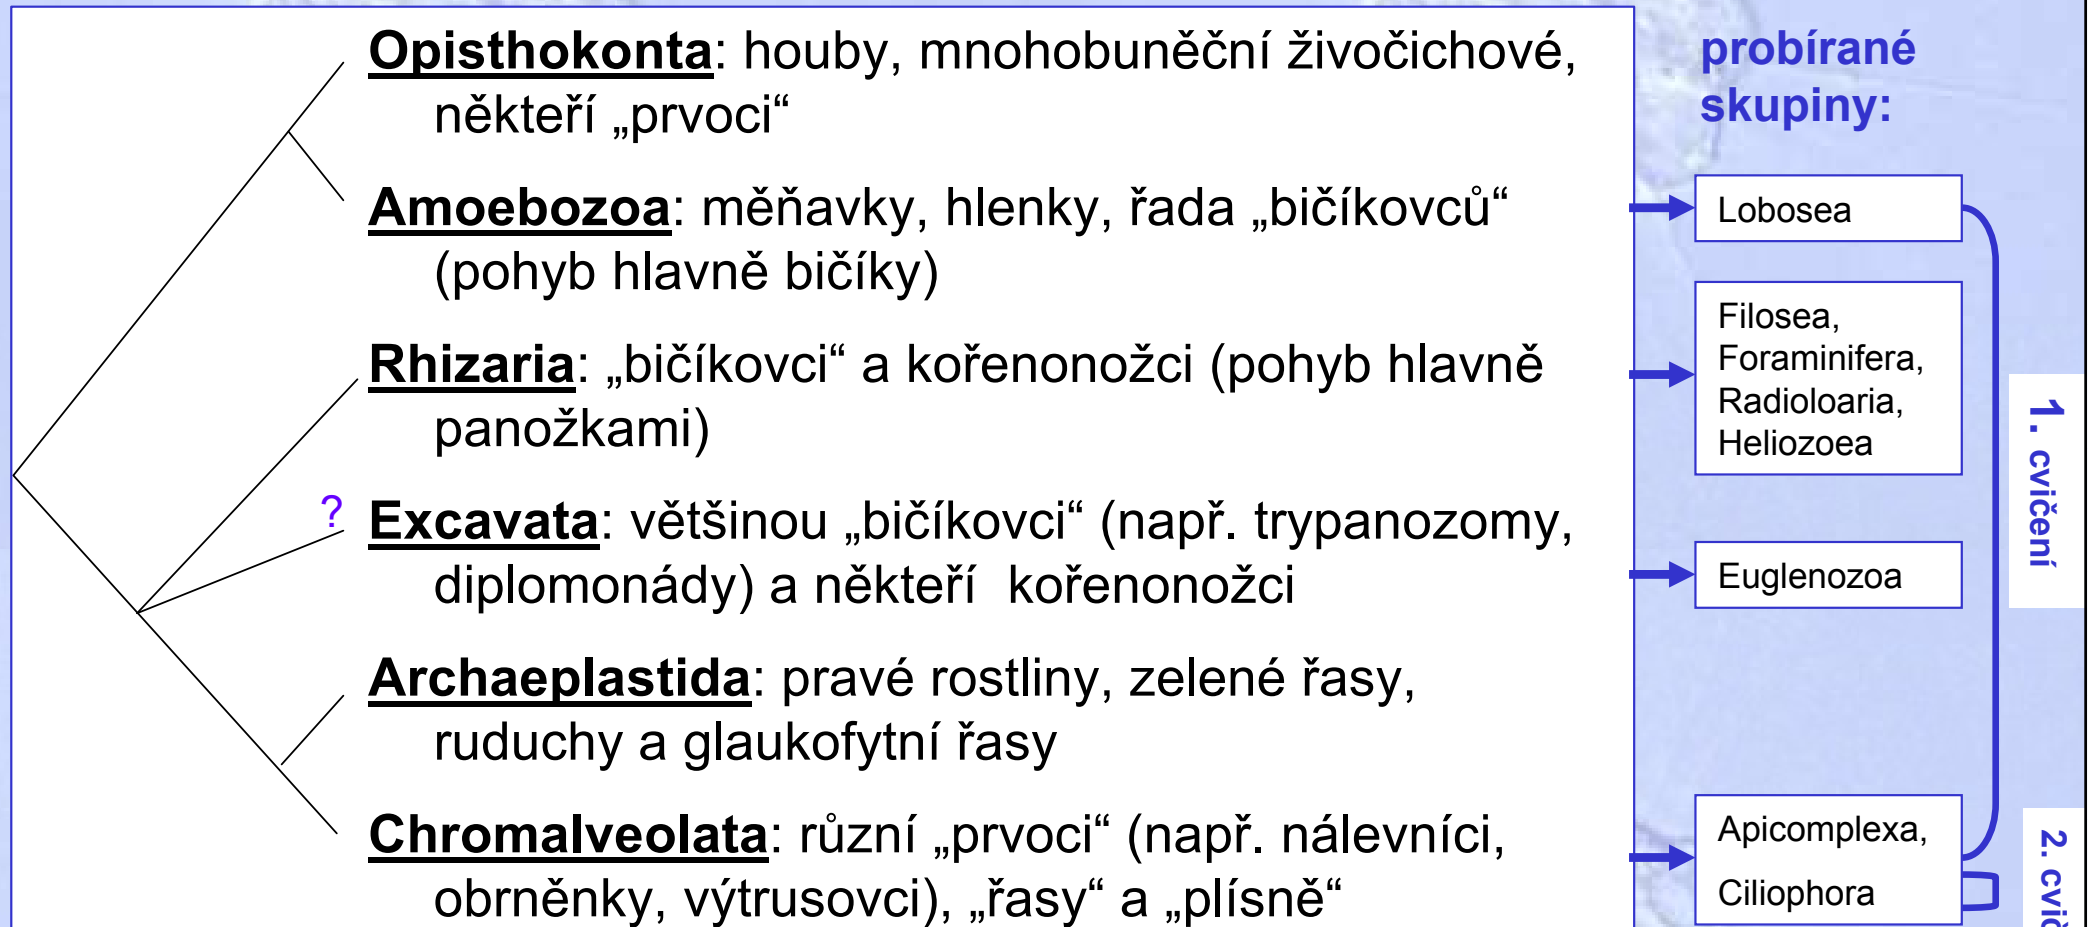 Opisthokonta: houby, mnohobuněční živočichové,
někteří „prvoci“
Amoebozoa: měňavky, hlenky, řada „bičíkovců“
(pohyb hlavně bičíky)
Rhizaria: „bičíkovci“ a kořenonožci (pohyb hlavně
panožkami)
?
Excavata: většinou „bičíkovci“ (např. trypanozomy,
diplomonády) a někteří kořenonožci
Archaeplastida: pravé rostliny, zelené řasy,
ruduchy a glaukofytní řasy
Chromalveolata: různí „prvoci“ (např. nálevníci,
obrněnky, výtrusovci), „řasy“ a „plísně“
probírané
skupiny:
Lobosea
Filosea,
Foraminifera,
Radioloaria,
Heliozoea
Euglenozoa
Apicomplexa,
Ciliophora
1. cvičení
2. cvič